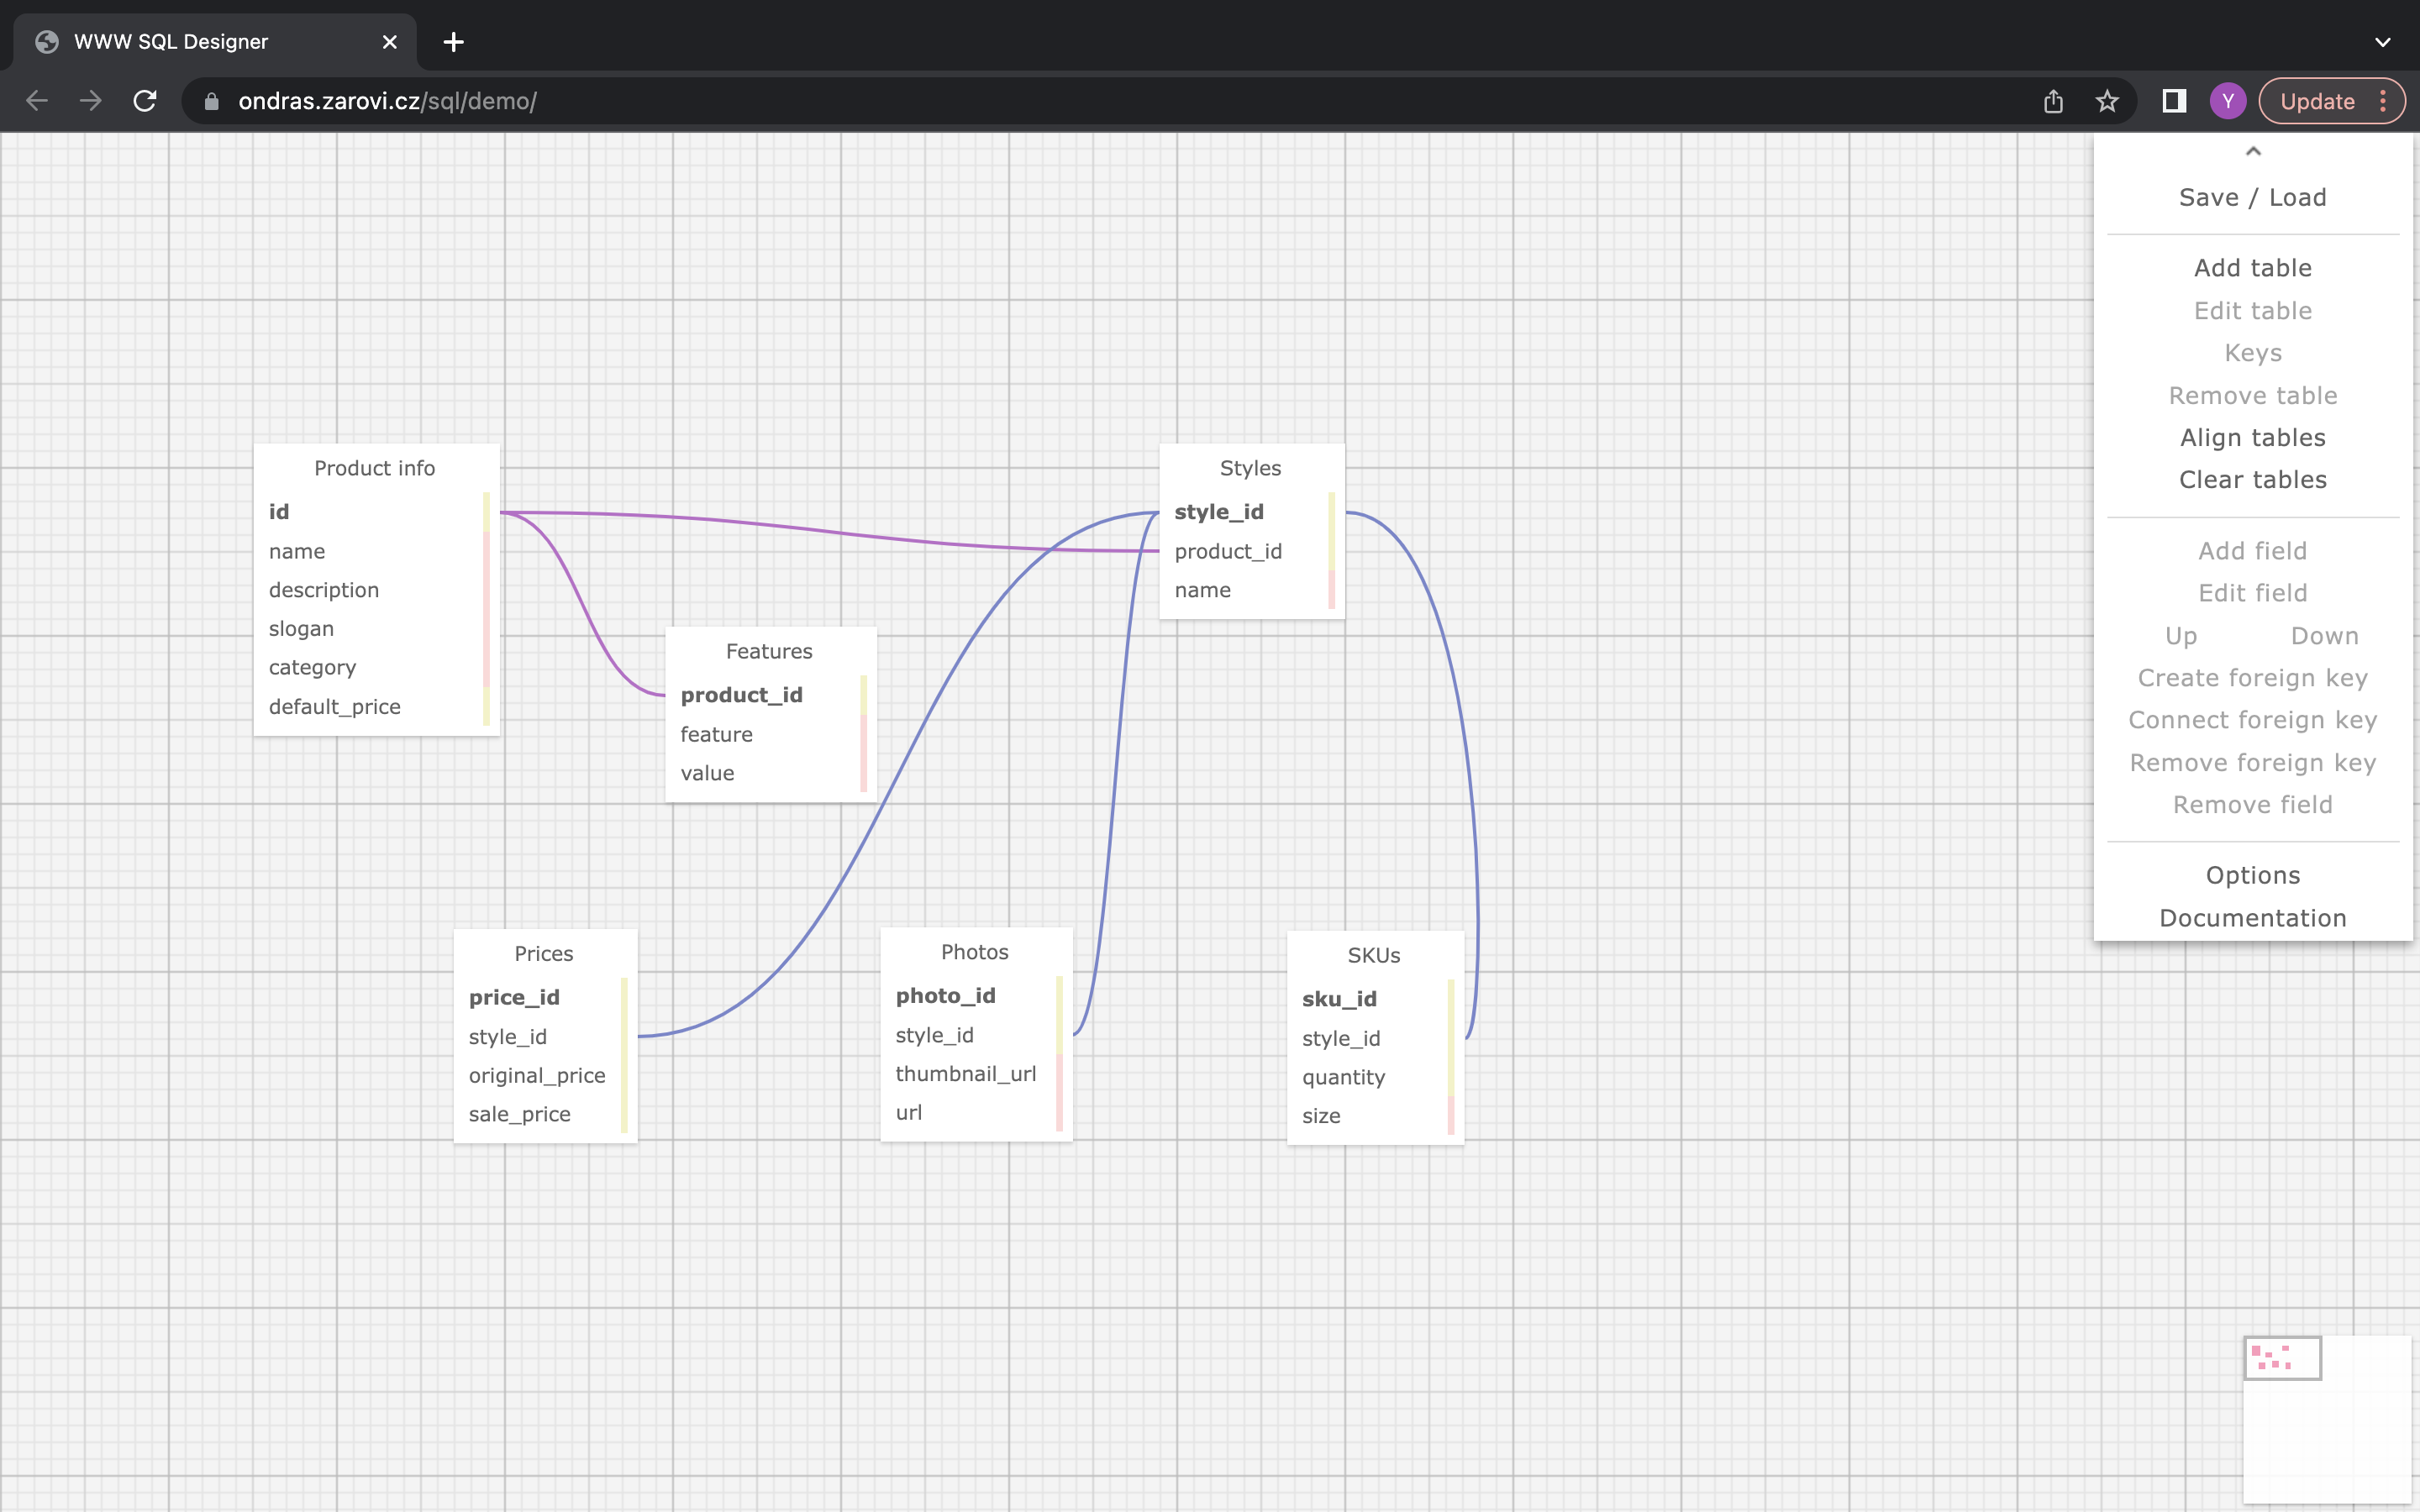 WWW SQL Designer
ondras.zarovi.cz/sql/demo/
Y
Update
Save / Load
Add table
Edit table
Keys
Remove table
Align tables
Clear tables
Add field
Edit field
Up Down
Create foreign key
Connect foreign key
Remove foreign key
Remove field
Options
Documentation
Product info
id
name
description
slogan
category
default_price
Features
product_id
feature
value
Styles
style_id
product_id
name
Prices
price_id
style_id
original_price
sale_price
Photos
photo_id
style_id
thumbnail_url
url
SKUs
sku_id
style_id
quantity
size